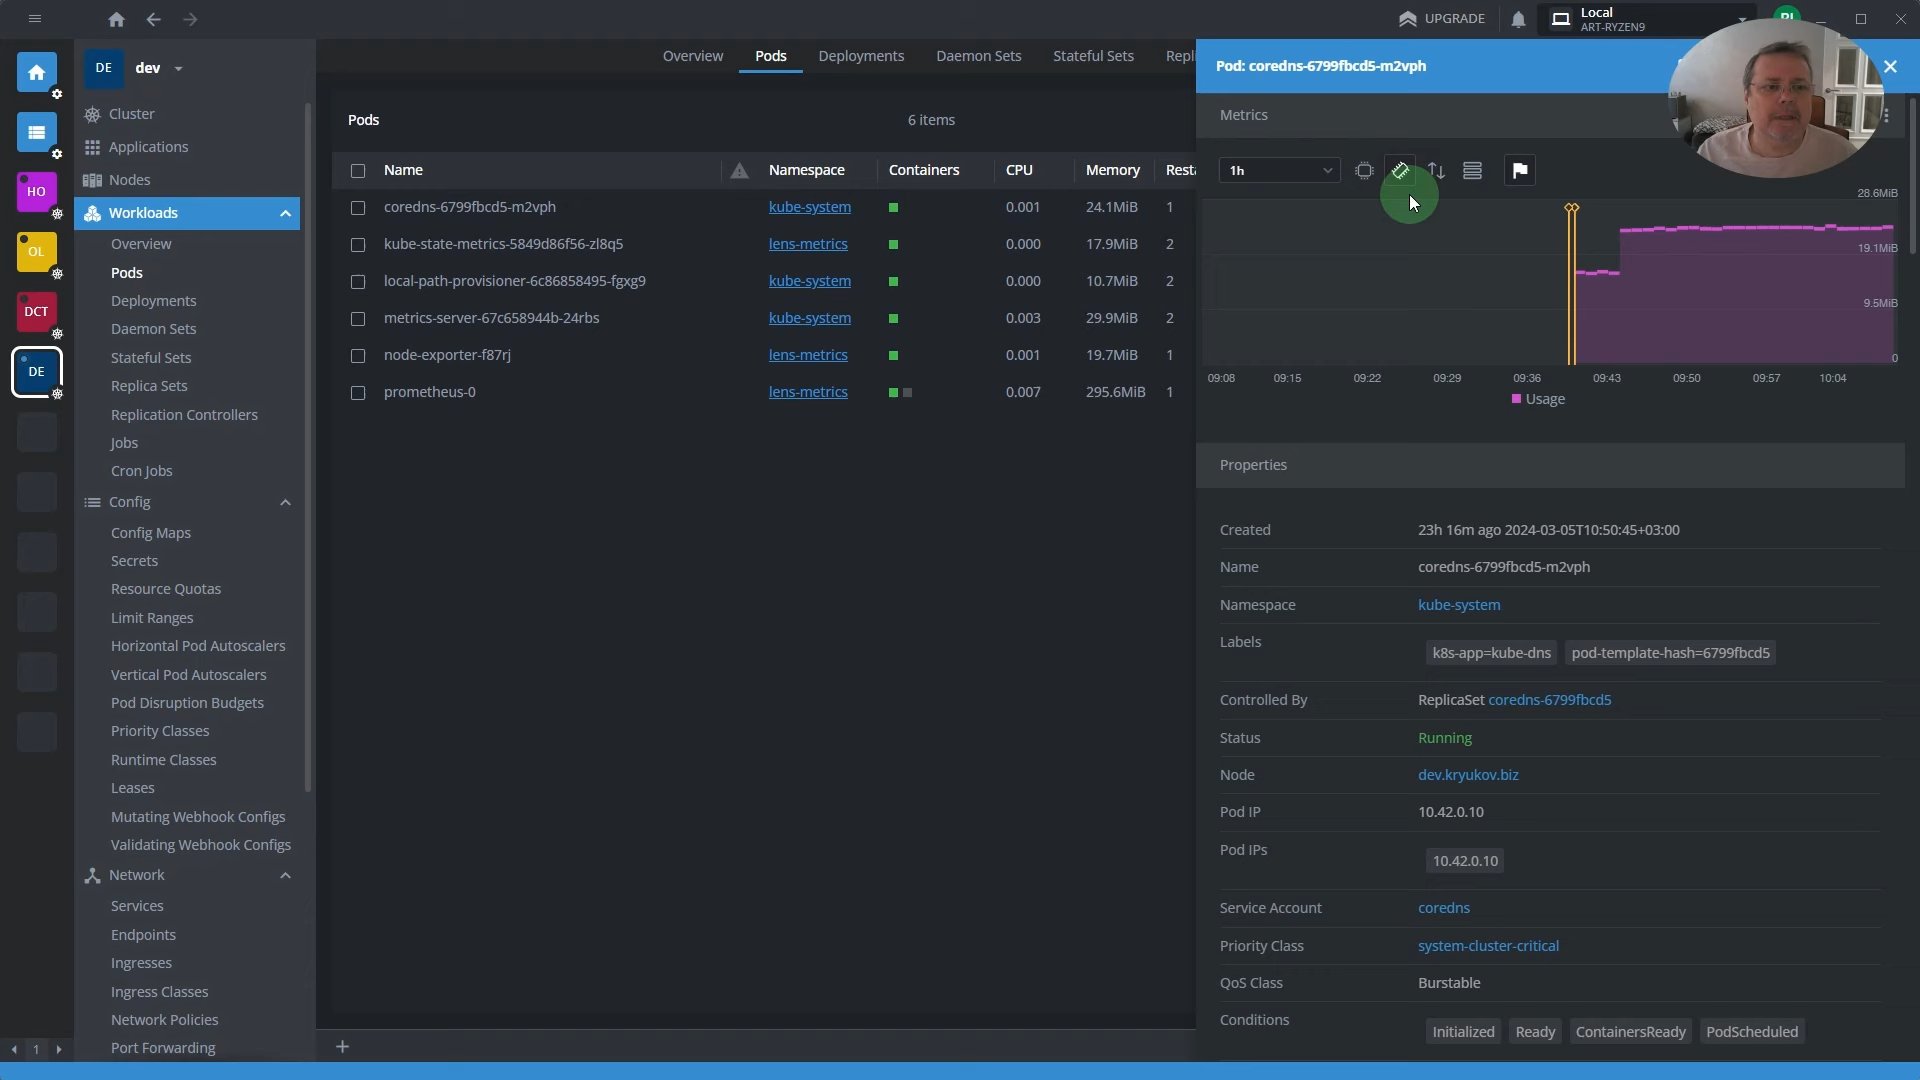 UPGRADE
Local
ART-RYZEN9
DE
dev
Cluster
Applications
Nodes
Workloads
Overview
Pods
Deployments
Daemon Sets
Stateful Sets
Replica Sets
Replication Controllers
Jobs
Cron Jobs
Config
Config Maps
Secrets
Resource Quotas
Limit Ranges
Horizontal Pod Autoscalers
Vertical Pod Autoscalers
Pod Disruption Budgets
Priority Classes
Runtime Classes
Leases
Mutating Webhook Configs
Validating Webhook Configs
Network
Services
Endpoints
Ingresses
Ingress Classes
Network Policies
Port Forwarding
HO
OL
DCT
DE
1
Overview Pods Deployments Daemon Sets Stateful Sets Repli
Pods 6 items
Name Namespace Containers CPU Memory Resta
coredns-6799fbcd5-m2vph kube-system 0.001 24.1MiB 1
kube-state-metrics-5849d86f56-zl8q5 lens-metrics 0.000 17.9MiB 2
local-path-provisioner-6c86858495-fgxg9 kube-system 0.000 10.7MiB 2
metrics-server-67c658944b-24rbs kube-system 0.003 29.9MiB 2
node-exporter-f87rj lens-metrics 0.001 19.7MiB 1
prometheus-0 lens-metrics 0.007 295.6MiB 1
Pod: coredns-6799fbcd5-m2vph
Metrics
1h
28.6MiB
19.1MiB
9.5MiB
0
09:08 09:15 09:22 09:29 09:36 09:43 09:50 09:57 10:04
Usage
Properties
Created 23h 16m ago 2024-03-05T10:50:45+03:00
Name coredns-6799fbcd5-m2vph
Namespace kube-system
Labels k8s-app=kube-dns pod-template-hash=6799fbcd5
Controlled By ReplicaSet coredns-6799fbcd5
Status Running
Node dev.kryukov.biz
Pod IP 10.42.0.10
Pod IPs 10.42.0.10
Service Account coredns
Priority Class system-cluster-critical
QoS Class Burstable
Conditions Initialized Ready ContainersReady PodScheduled